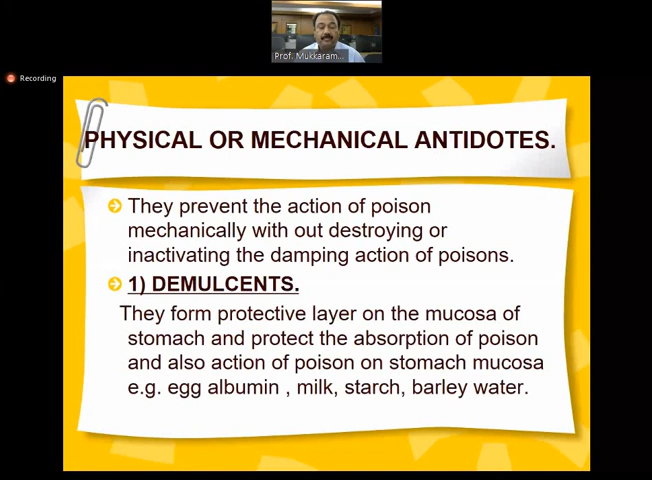 Prof. Mukkaram...
Recording
PHYSICAL OR MECHANICAL ANTIDOTES.
They prevent the action of poison
mechanically with out destroying or
inactivating the damping action of poisons.
1) DEMULCENTS.
They form protective layer on the mucosa of
stomach and protect the absorption of poison
and also action of poison on stomach mucosa
e.g. egg albumin , milk, starch, barley water.